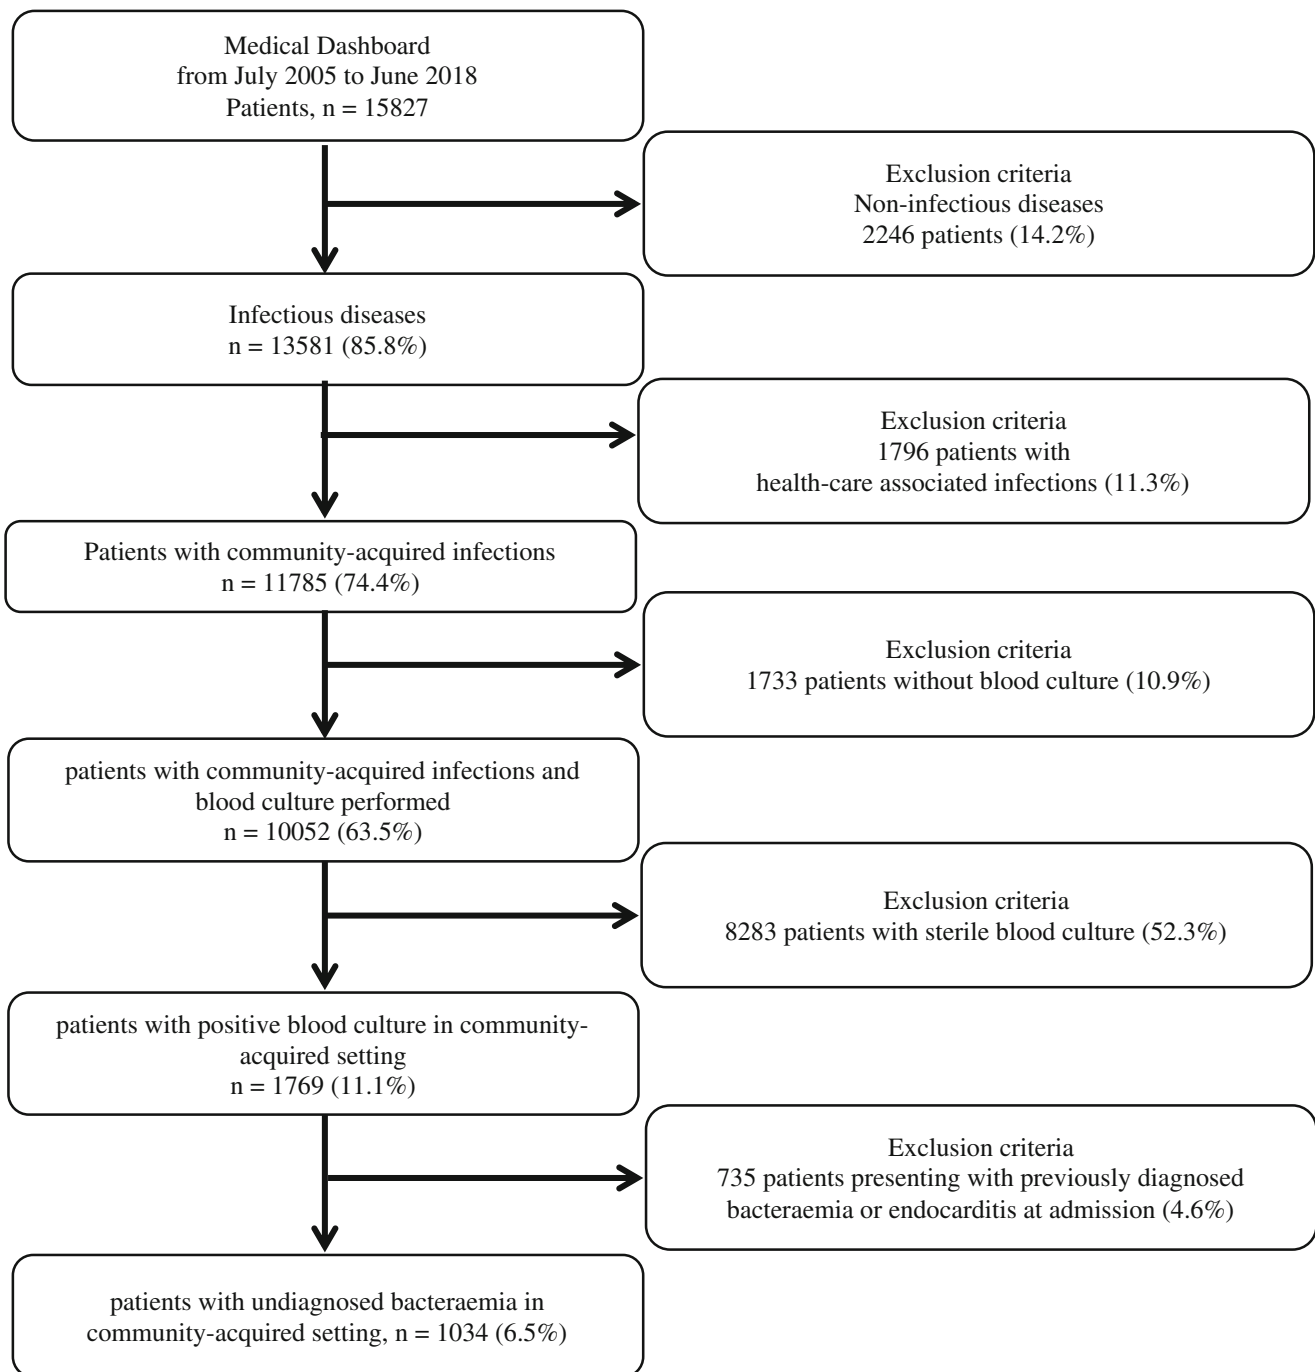 Medical Dashboard
from July 2005 to June 2018
Patients, n = 15827
Exclusion criteria
Non-infectious diseases
2246 patients (14.2%)
Infectious diseases
n = 13581 (85.8%)
Exclusion criteria
1796 patients with
health-care associated infections (11.3%)
Patients with community-acquired infections
n = 11785 (74.4%)
Exclusion criteria
1733 patients without blood culture (10.9%)
patients with community-acquired infections and
blood culture performed
n = 10052 (63.5%)
Exclusion criteria
8283 patients with sterile blood culture (52.3%)
patients with positive blood culture in community-
acquired setting
n = 1769 (11.1%)
Exclusion criteria
735 patients presenting with previously diagnosed
bacteraemia or endocarditis at admission (4.6%)
patients with undiagnosed bacteraemia in
community-acquired setting, n = 1034 (6.5%)